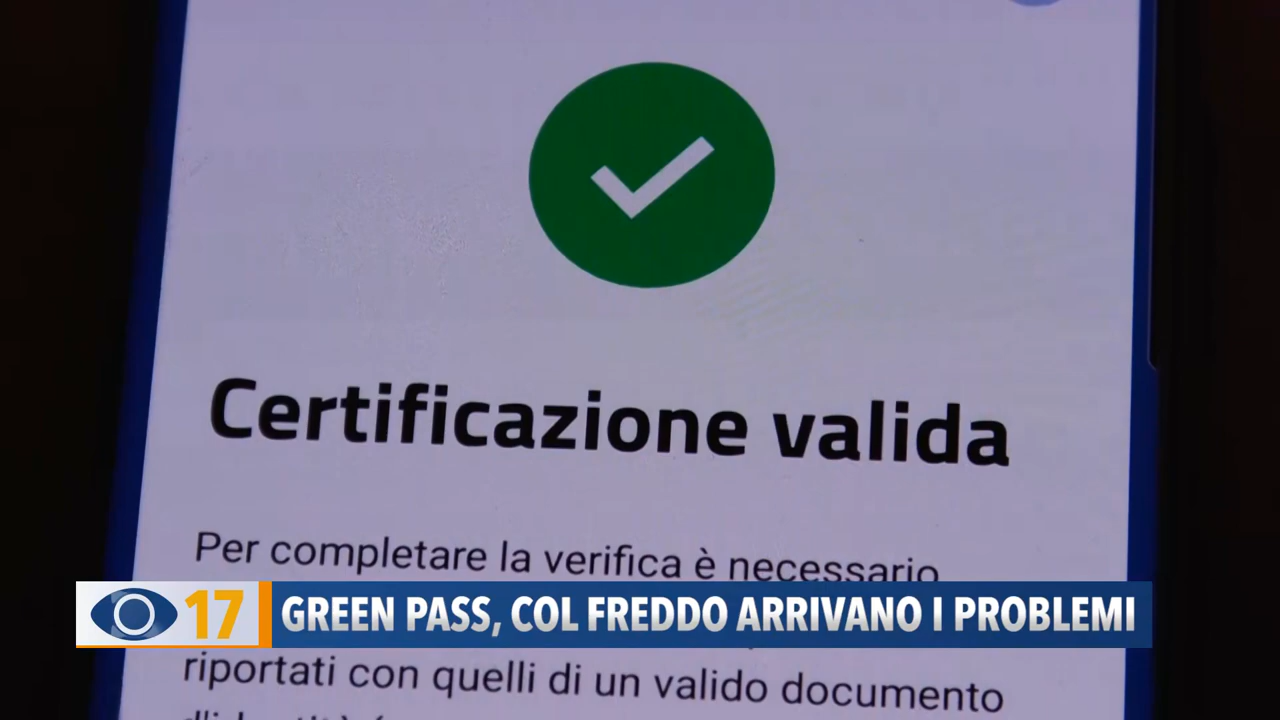 Certificazione valida
Per completare la verifica è necessario
17 GREEN PASS, COL FREDDO ARRIVANO I PROBLEMI
riportati con quelli di un valido documento